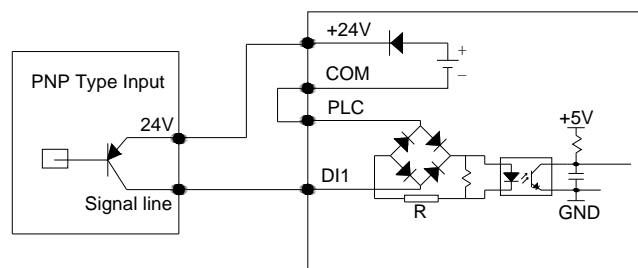 +24V
+
−
COM
PNP Type Input
PLC
24V
+5V
DI1
Signal line
R
GND